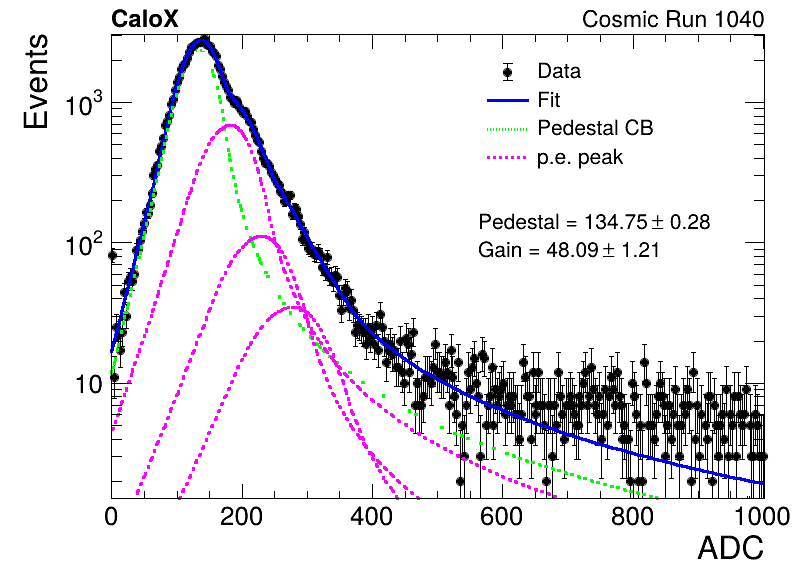 CaloX Cosmic Run 1040
Events
10³
10²
10
Data
Fit
Pedestal CB
p.e. peak
Pedestal = 134.75 ± 0.28
Gain = 48.09 ± 1.21
0 200 400 600 800 1000
ADC